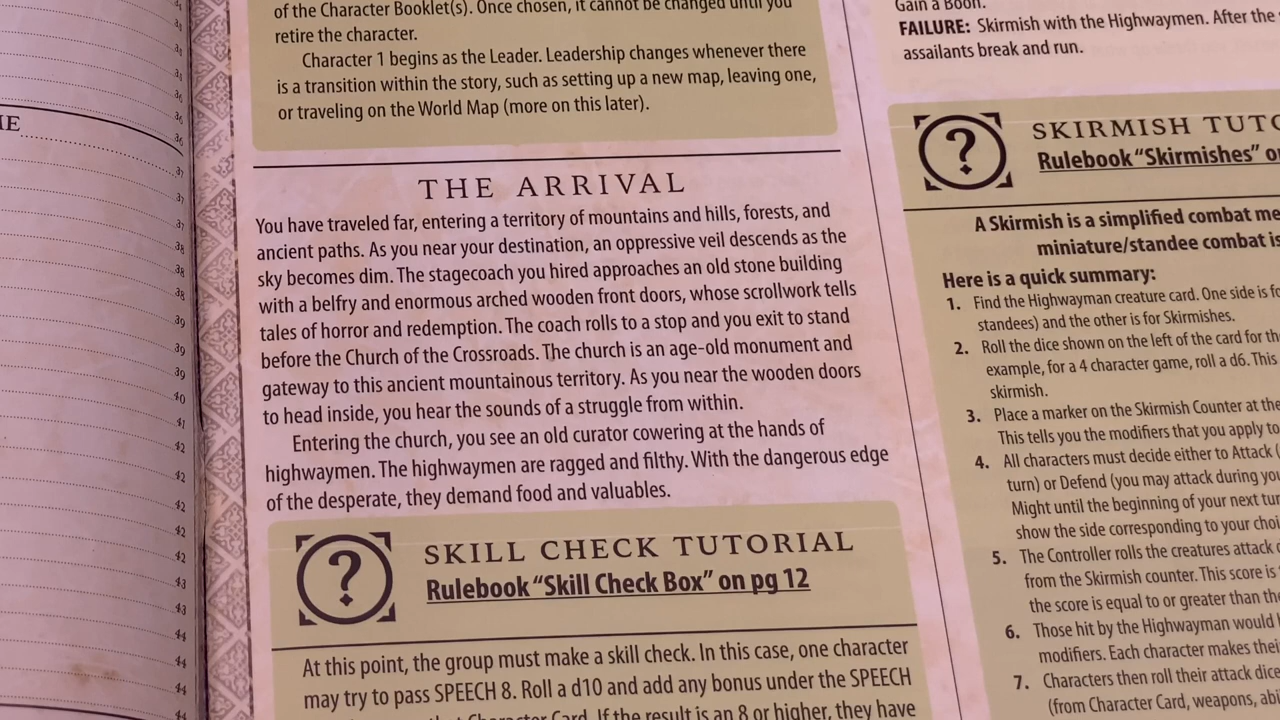 of the Character Booklet(s). Once chosen, it cannot be changed until you
retire the character.
Character 1 begins as the Leader. Leadership changes whenever there
is a transition within the story, such as setting up a new map, leaving one,
or traveling on the World Map (more on this later).
THE ARRIVAL
You have traveled far, entering a territory of mountains and hills, forests, and
ancient paths. As you near your destination, an oppressive veil descends as the
sky becomes dim. The stagecoach you hired approaches an old stone building
with a belfry and enormous arched wooden front doors, whose scrollwork tells
tales of horror and redemption. The coach rolls to a stop and you exit to stand
before the Church of the Crossroads. The church is an age-old monument and
gateway to this ancient mountainous territory. As you near the wooden doors
to head inside, you hear the sounds of a struggle from within.
Entering the church, you see an old curator cowering at the hands of
highwaymen. The highwaymen are ragged and filthy. With the dangerous edge
of the desperate, they demand food and valuables.
SKILL CHECK TUTORIAL
Rulebook "Skill Check Box" on pg 12
At this point, the group must make a skill check. In this case, one character
may try to pass SPEECH 8. Roll a d10 and add any bonus under the SPEECH
Character Card. If the result is an 8 or higher, they have
Gain a Boon.
FAILURE: Skirmish with the Highwaymen. After the
assailants break and run.
SKIRMISH
Rulebook "Skirmishes"
A Skirmish is a simplified combat
miniature/standee combat
Here is a quick summary:
1. Find the Highwayman creature card. One side is
standees) and the other is for Skirmishes.
2. Roll the dice shown on the left of the card for
example, for a 4 character game, roll a d6. This
skirmish.
3. Place a marker on the Skirmish Counter at
This tells you the modifiers that you apply to
4. All characters must decide either to Attack
turn) or Defend (you may attack during
Might until the beginning of your next
show the side corresponding to your
5. The Controller rolls the creatures attack
from the Skirmish counter. This score is
the score is equal to or greater than
6. Those hit by the Highwayman would
modifiers. Each character makes
7. Characters then roll their attack dice
(from Character Card, weapons,